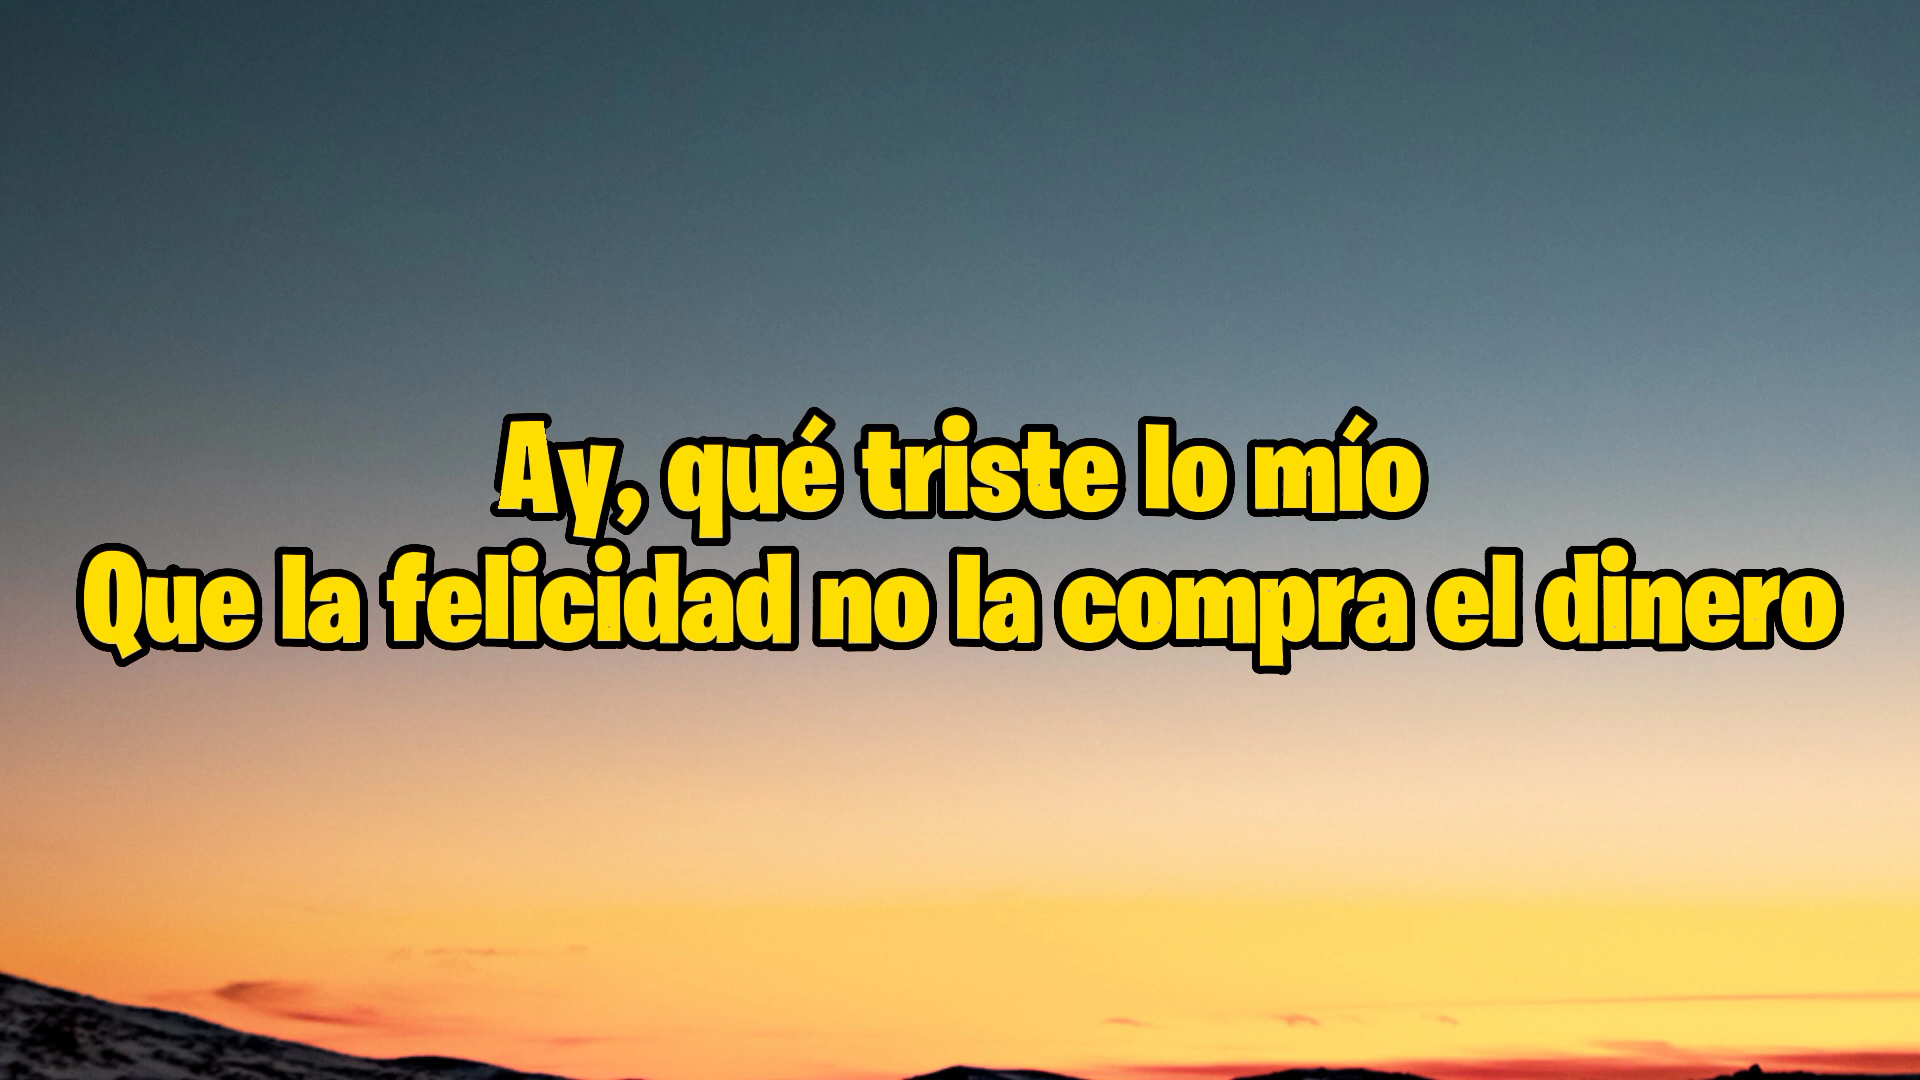 Ay, qué triste lo mío
Que la felicidad no la compra el dinero